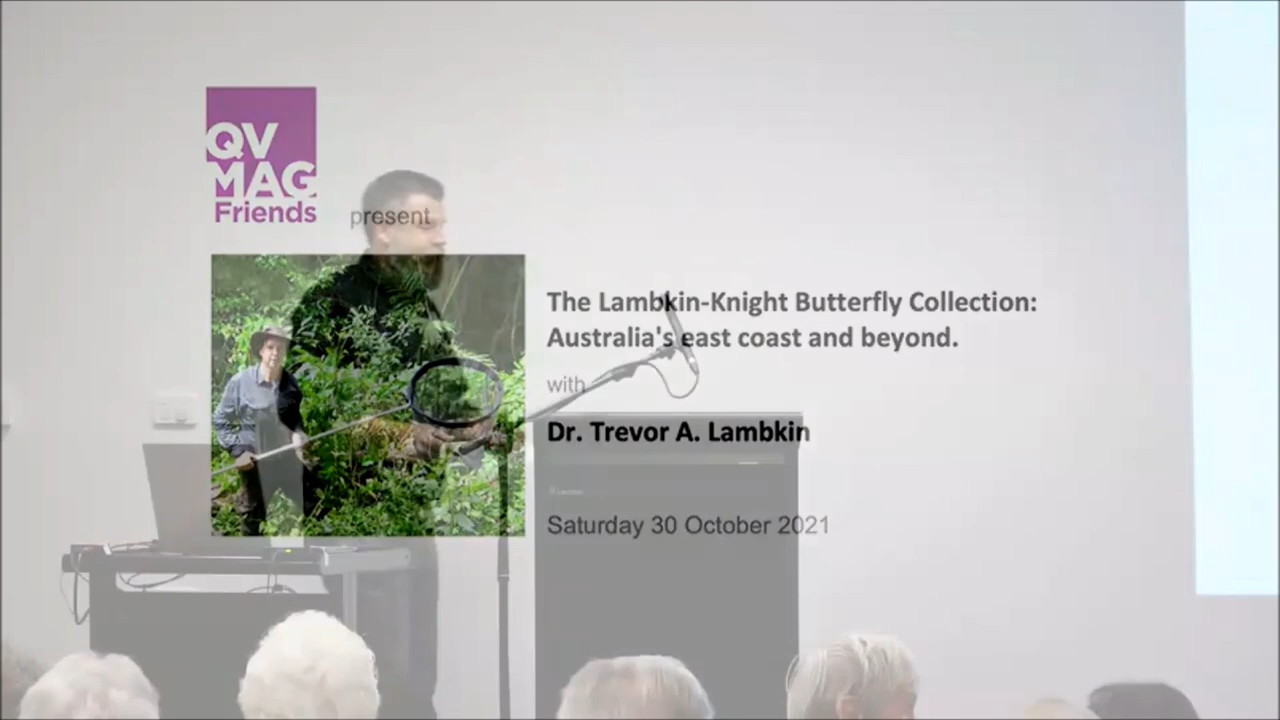 QV
MAG
Friends
present
The Lambkin-Knight Butterfly Collection:
Australia's east coast and beyond.
with
Dr. Trevor A. Lambkin
Saturday 30 October 2021